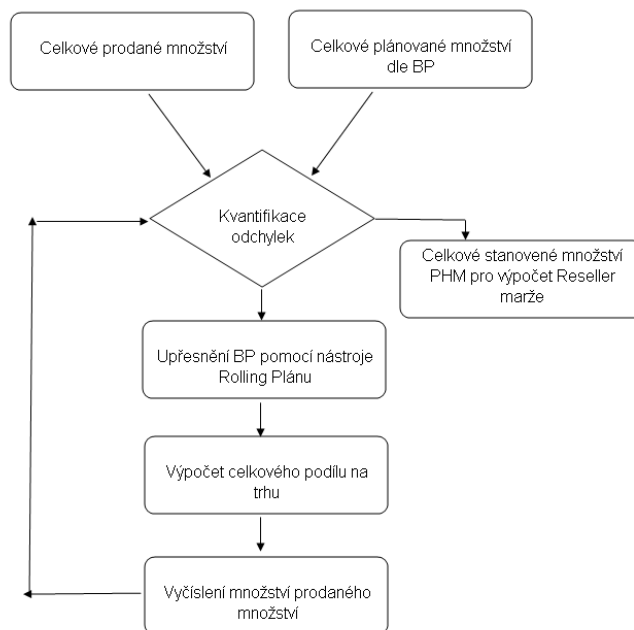 Celkové prodané množství
Celkové plánované množství
dle BP
Kvantifikace
odchylek
Celkové stanovené množství
PHM pro výpočet Reseller
marže
Upřesnění BP pomocí nástroje
Rolling Plánu
Výpočet celkového podílu na
trhu
Vyčíslení množství prodaného
množství